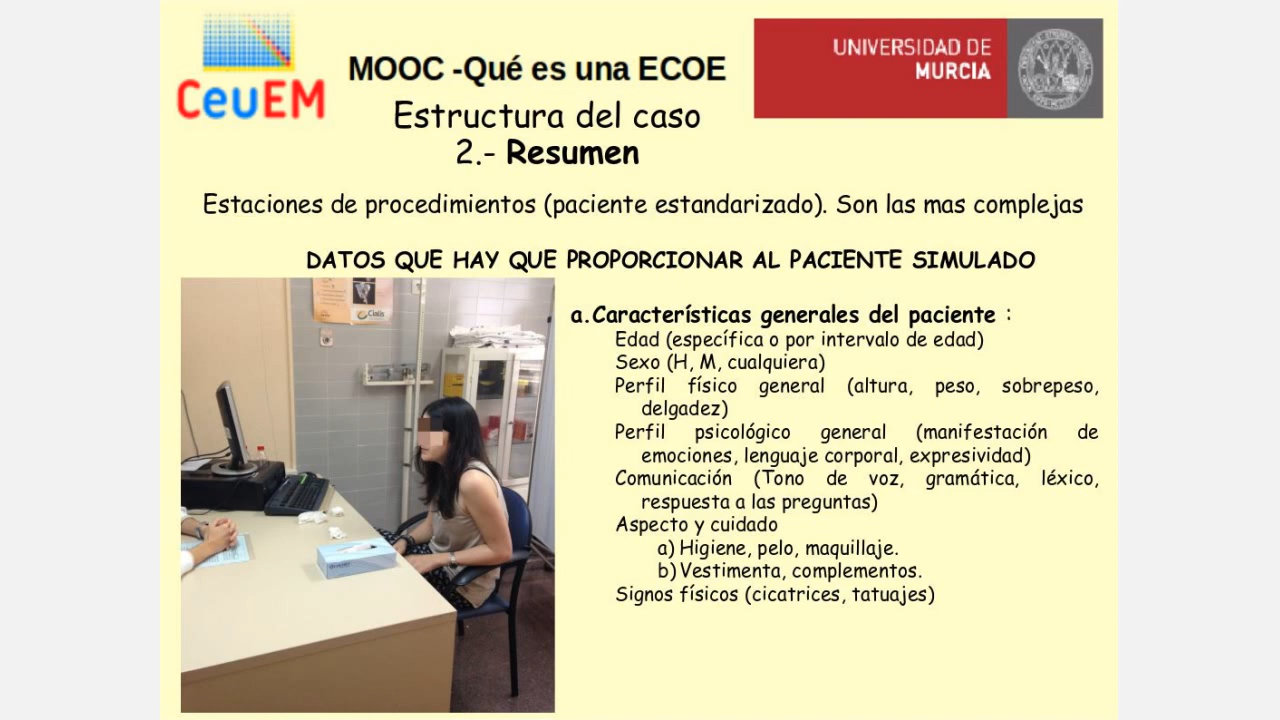 CeuEM
MOOC -Qué es una ECOE
Estructura del caso
2.- Resumen
UNIVERSIDAD DE
MURCIA
Estaciones de procedimientos (paciente estandarizado). Son las mas complejas
DATOS QUE HAY QUE PROPORCIONAR AL PACIENTE SIMULADO
Cialis
a.Características generales del paciente :
Edad (específica o por intervalo de edad)
Sexo (H, M, cualquiera)
Perfil físico general (altura, peso, sobrepeso,
delgadez)
Perfil psicológico general (manifestación de
emociones, lenguaje corporal, expresividad)
Comunicación (Tono de voz, gramática, léxico,
respuesta a las preguntas)
Aspecto y cuidado
a) Higiene, pelo, maquillaje.
b) Vestimenta, complementos.
Signos físicos (cicatrices, tatuajes)